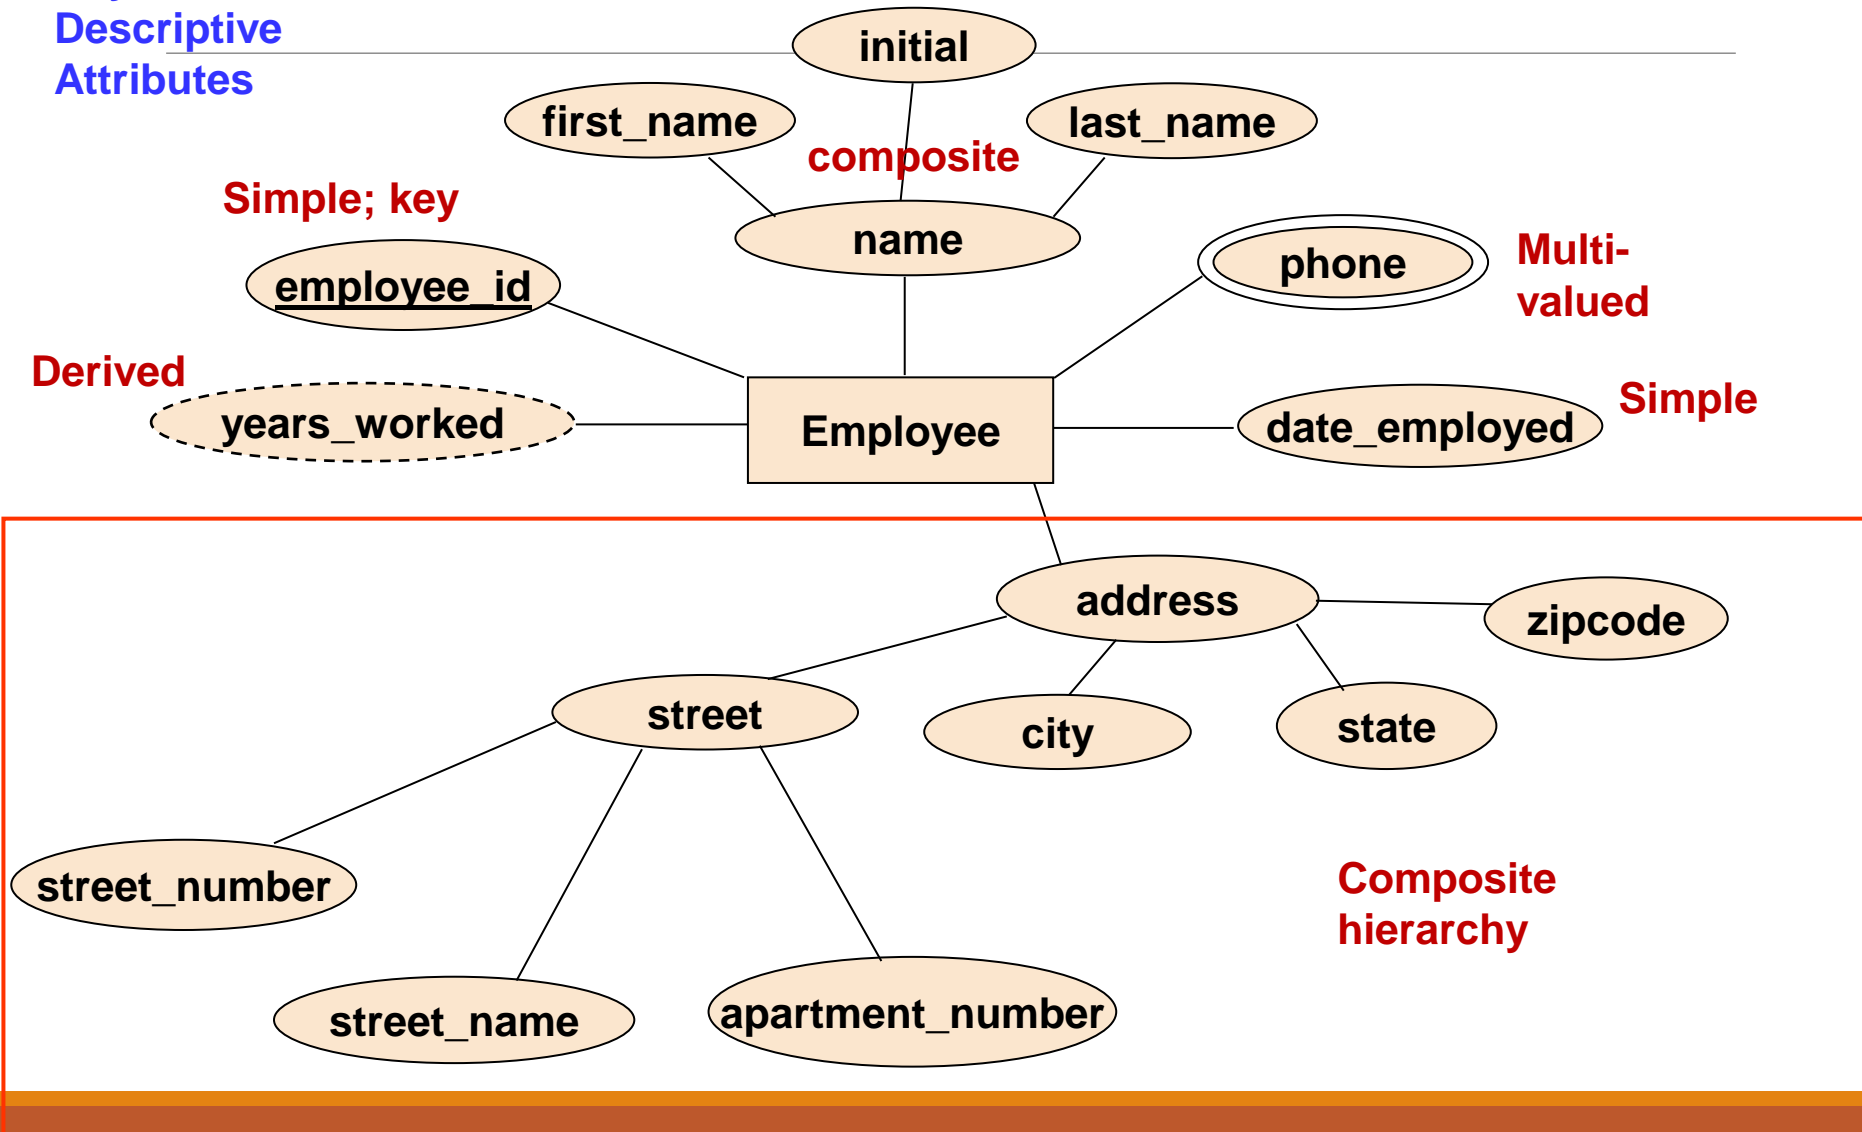 Descriptive
Attributes
initial
first_name
last_name
composite
Simple; key
name
employee_id
phone
Multi-
valued
Derived
years_worked
Employee
date_employed
Simple
address
zipcode
street
city
state
street_number
Composite
hierarchy
street_name
apartment_number